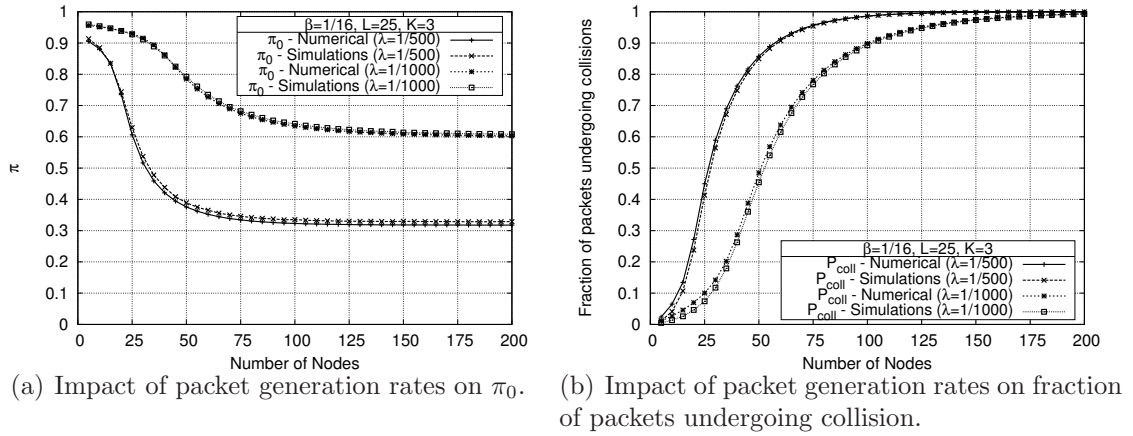 1
0.9
0.8
0.7
0.6
0.5
0.4
0.3
0.2
0.1
0
π
β=1/16, L=25, K=3
π0 - Numerical (λ=1/500)
π0 - Simulations (λ=1/500)
π0 - Numerical (λ=1/1000)
π0 - Simulations (λ=1/1000)
0 25 50 75 100 125 150 175 200
Number of Nodes
(a) Impact of packet generation rates on π0.
1
0.9
0.8
0.7
0.6
0.5
0.4
0.3
0.2
0.1
0
Fraction of packets undergoing collisions
β=1/16, L=25, K=3
Pcoll - Numerical (λ=1/500)
Pcoll - Simulations (λ=1/500)
Pcoll - Numerical (λ=1/1000)
Pcoll - Simulations (λ=1/1000)
0 25 50 75 100 125 150 175 200
Number of Nodes
(b) Impact of packet generation rates on fraction
of packets undergoing collision.